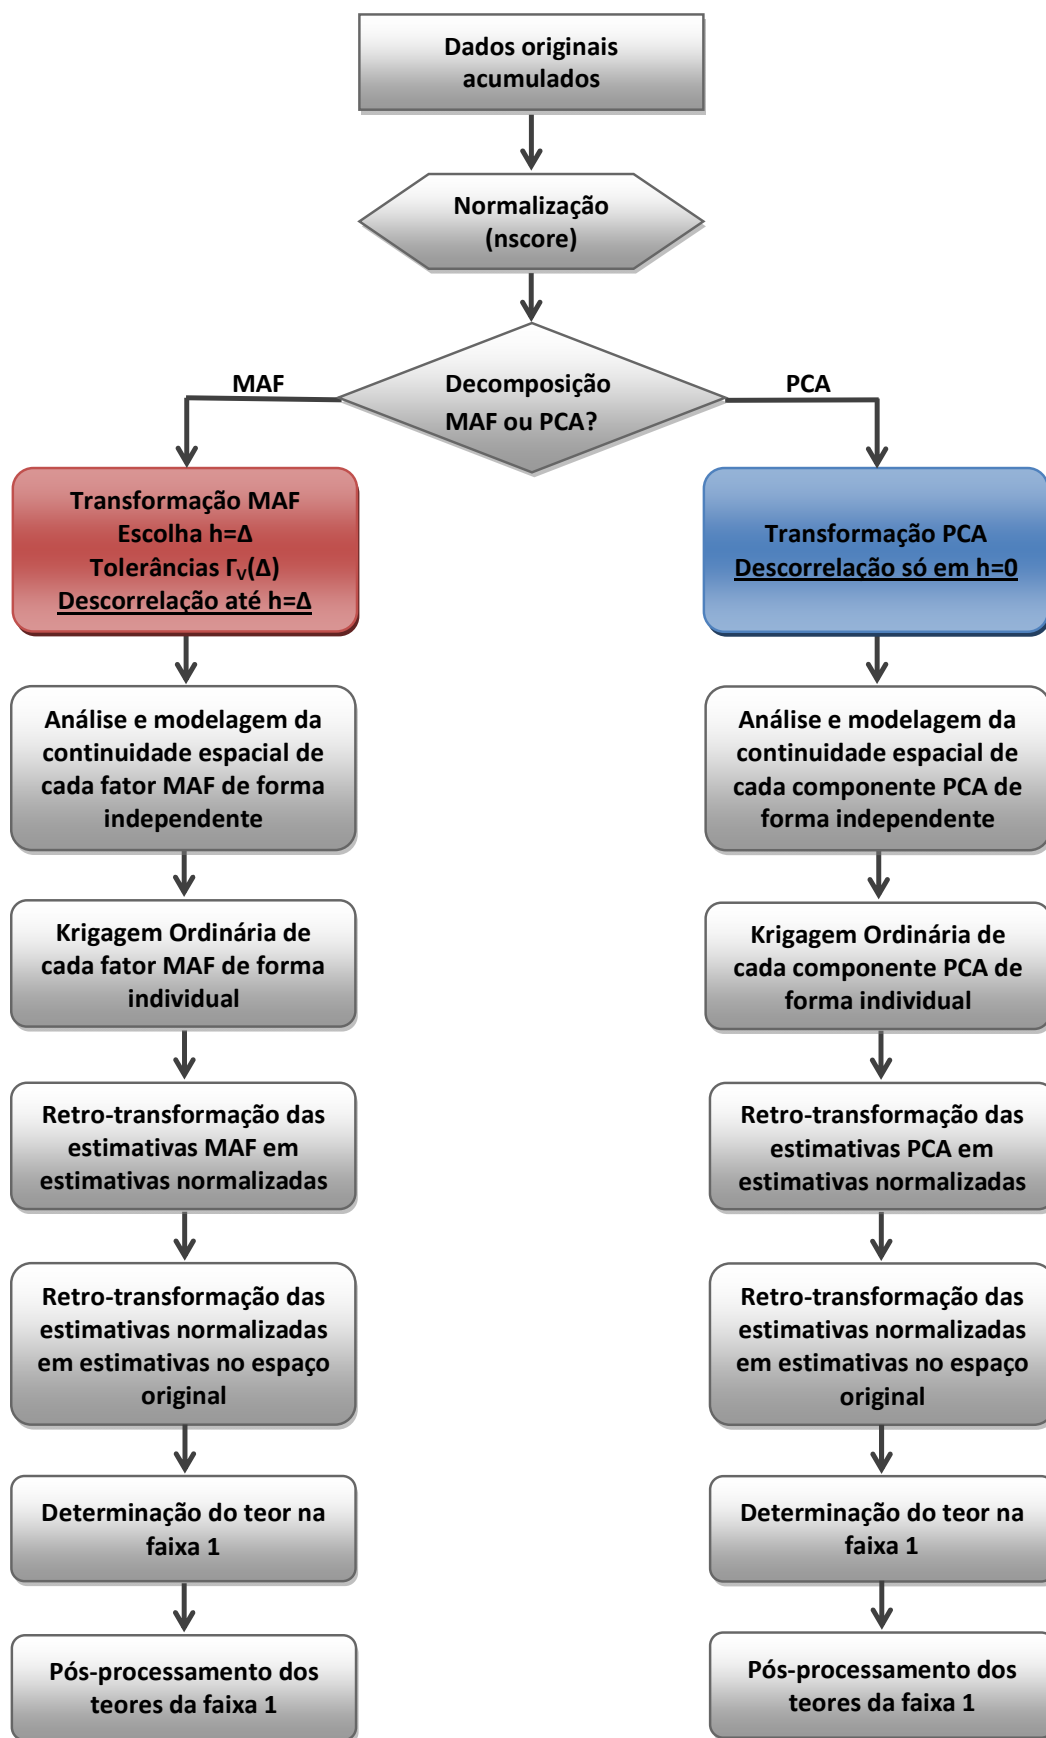 Dados originais
acumulados
Normalização
(nscore)
Decomposição
MAF ou PCA?
MAF
PCA
Transformação MAF
Escolha h=Δ
Tolerâncias Γᵥ(Δ)
Descorrelação até h=Δ
Análise e modelagem da
continuidade espacial de
cada fator MAF de forma
independente
Krigagem Ordinária de
cada fator MAF de forma
individual
Retro-transformação das
estimativas MAF em
estimativas normalizadas
Retro-transformação das
estimativas normalizadas
em estimativas no espaço
original
Determinação do teor na
faixa 1
Pós-processamento dos
teores da faixa 1
Transformação PCA
Descorrelação só em h=0
Análise e modelagem da
continuidade espacial de
cada componente PCA de
forma independente
Krigagem Ordinária de
cada componente PCA de
forma individual
Retro-transformação das
estimativas PCA em
estimativas normalizadas
Retro-transformação das
estimativas normalizadas
em estimativas no espaço
original
Determinação do teor na
faixa 1
Pós-processamento dos
teores da faixa 1